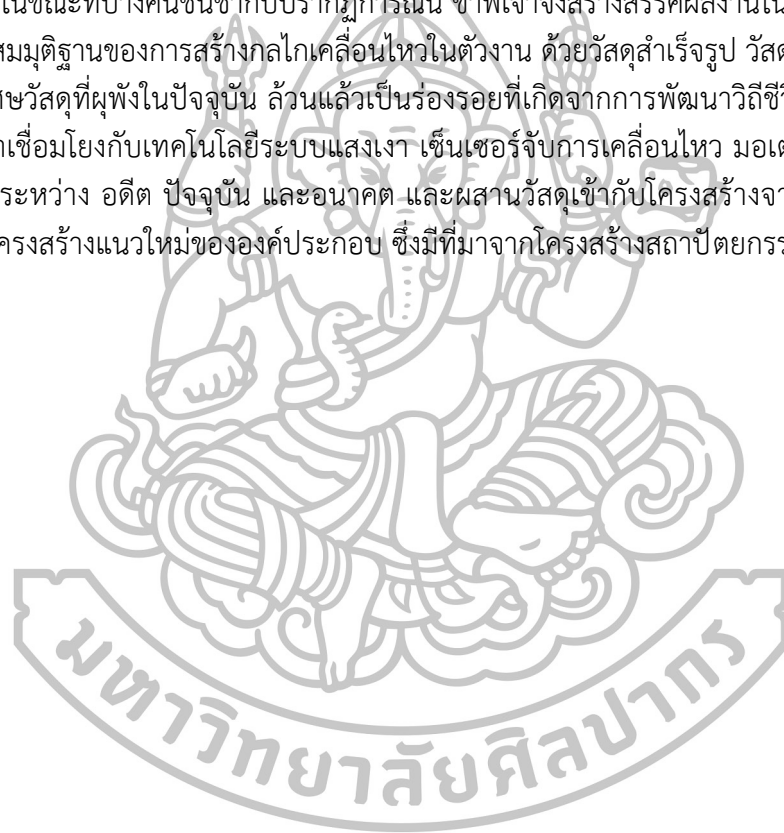 ในขณะที่บางคนชินชากับปรากฏการณ์นี้ ข้าพเจ้าจึงสร้างสรรค์ผลงานใน
สมมุติฐานของการสร้างกลไกเคลื่อนไหวในตัวงาน ด้วยวัสดุสำเร็จรูป
ศษวัสดุที่ผุพังในปัจจุบัน ล้วนแล้วเป็นร่องรอยที่เกิดจากการพัฒนาวิถีชี
าเชื่อมโยงกับเทคโนโลยีระบบแสงเงา เซ็นเซอร์จับการเคลื่อนไหว มอเต
ระหว่าง อดีต ปัจจุบัน และอนาคต และผสานวัสดุเข้ากับโครงสร้างจา
ครงสร้างแนวใหม่ขององค์ประกอบ ซึ่งมีที่มาจากโครงสร้างสถาปัตยกรร
มหาวิทยาลัยศิลปากร